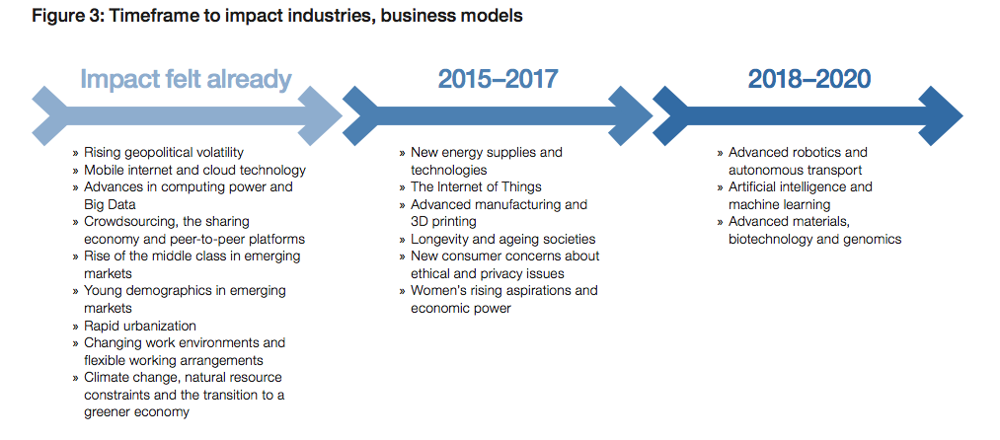 Figure 3: Timeframe to impact industries, business models
Impact felt already
» Rising geopolitical volatility
» Mobile internet and cloud technology
» Advances in computing power and
Big Data
» Crowdsourcing, the sharing
economy and peer-to-peer platforms
» Rise of the middle class in emerging
markets
» Young demographics in emerging
markets
» Rapid urbanization
» Changing work environments and
flexible working arrangements
» Climate change, natural resource
constraints and the transition to a
greener economy
2015–2017
» New energy supplies and
technologies
» The Internet of Things
» Advanced manufacturing and
3D printing
» Longevity and ageing societies
» New consumer concerns about
ethical and privacy issues
» Women's rising aspirations and
economic power
2018–2020
» Advanced robotics and
autonomous transport
» Artificial intelligence and
machine learning
» Advanced materials,
biotechnology and genomics